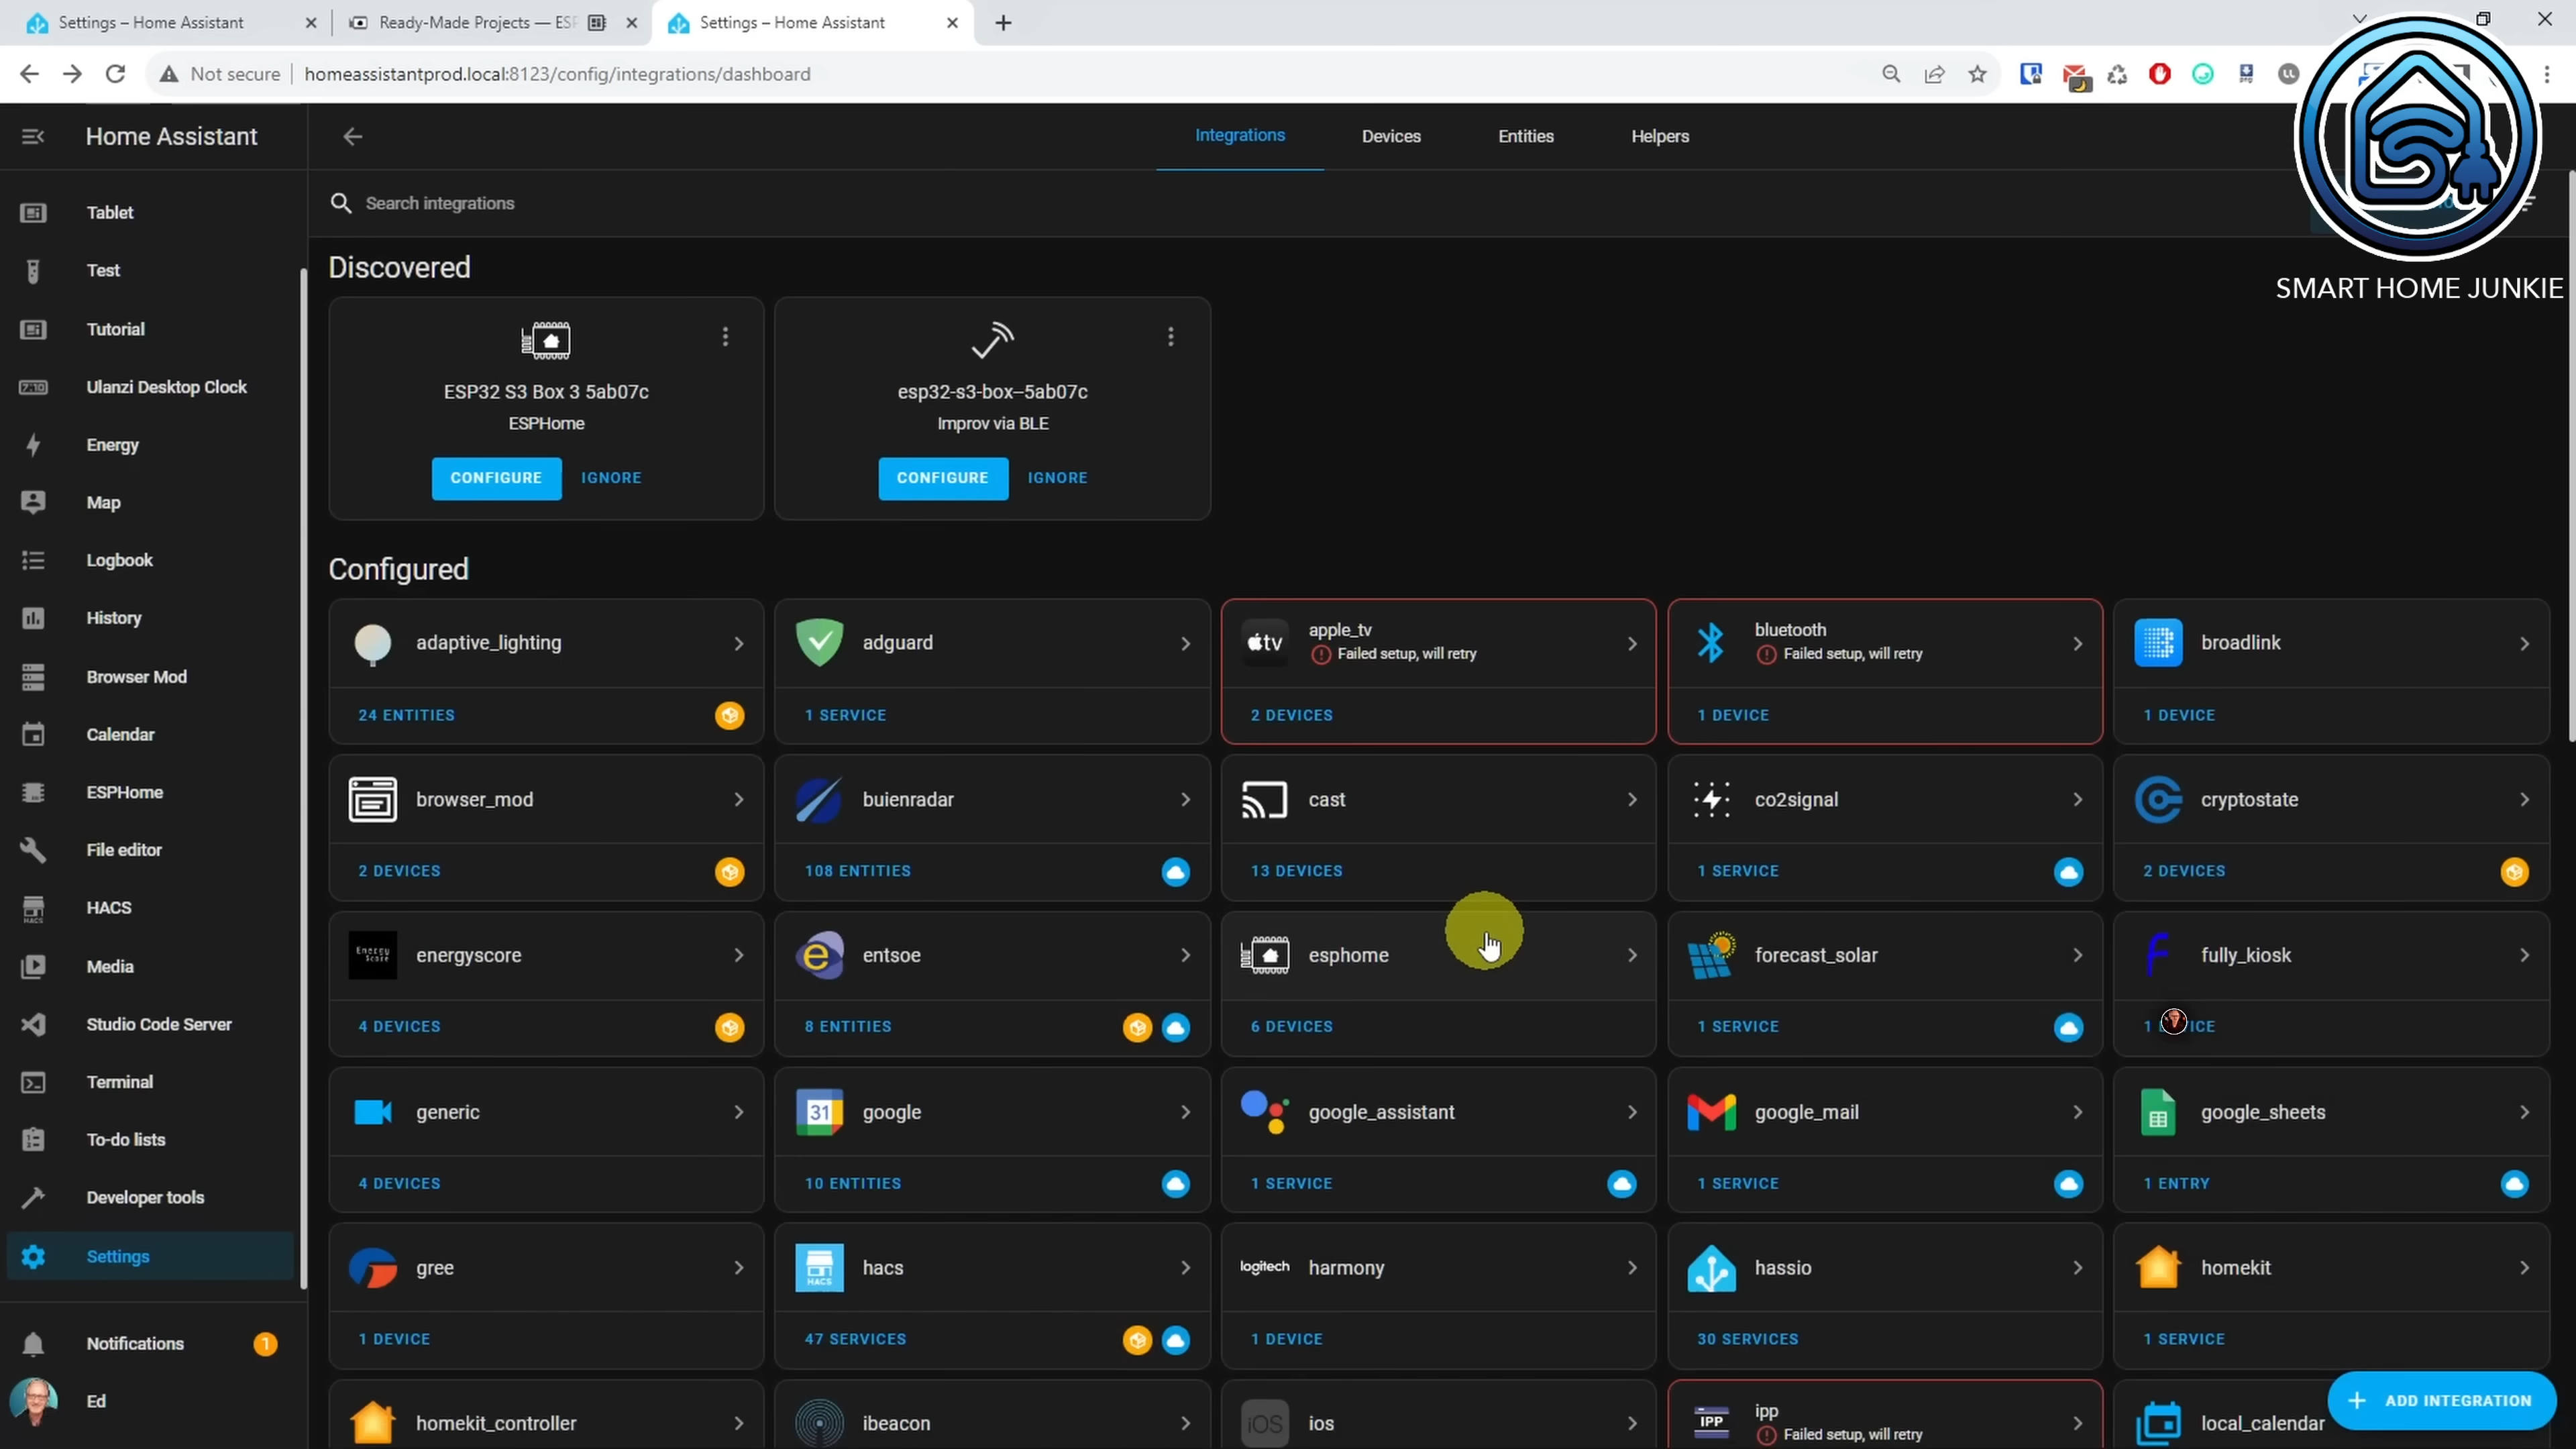 Settings – Home Assistant
Ready-Made Projects — ESP
Settings – Home Assistant
Not secure
homeassistantprod.local:8123/config/integrations/dashboard
Home Assistant
Integrations
Devices
Entities
Helpers
SMART HOME JUNKIE
Search integrations
Tablet
Test
Tutorial
Ulanzi Desktop Clock
Energy
Map
Logbook
History
Browser Mod
Calendar
ESPHome
File editor
HACS
Media
Studio Code Server
Terminal
To-do lists
Developer tools
Settings
Notifications
1
Ed
Discovered
ESP32 S3 Box 3 5ab07c
ESPHome
CONFIGURE
IGNORE
esp32-s3-box–5ab07c
Improv via BLE
CONFIGURE
IGNORE
Configured
adaptive_lighting
24 ENTITIES
adguard
1 SERVICE
apple_tv
Failed setup, will retry
2 DEVICES
bluetooth
Failed setup, will retry
1 DEVICE
broadlink
1 DEVICE
browser_mod
2 DEVICES
buienradar
108 ENTITIES
cast
13 DEVICES
co2signal
1 SERVICE
cryptostate
2 DEVICES
Energy
Score
energyscore
4 DEVICES
entsoe
8 ENTITIES
esphome
6 DEVICES
forecast_solar
1 SERVICE
fully_kiosk
1
generic
4 DEVICES
31
google
10 ENTITIES
google_assistant
1 SERVICE
google_mail
1 SERVICE
google_sheets
1 ENTRY
gree
1 DEVICE
HACS
hacs
47 SERVICES
logitech
harmony
1 DEVICE
hassio
30 SERVICES
homekit
1 SERVICE
homekit_controller
ibeacon
iOS
ios
IPP
ipp
Failed setup, will retry
local_calendar
ADD INTEGRATION